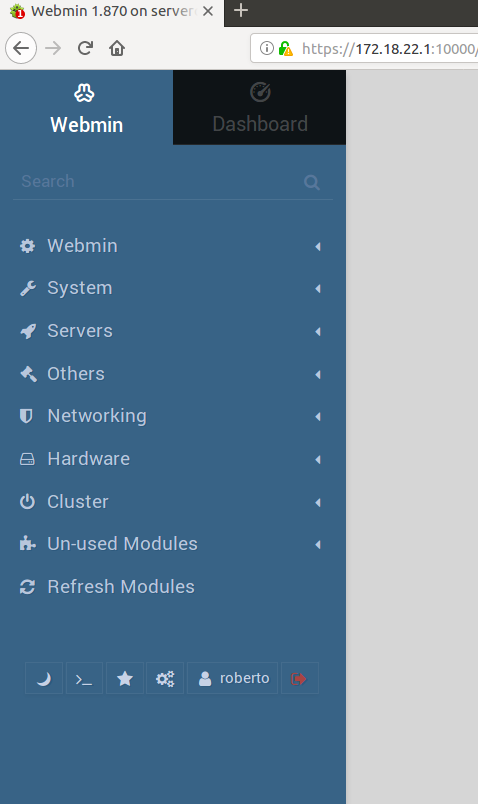 Webmin 1.870 on server
https://172.18.22.1:10000/
Webmin
Dashboard
Search
Webmin
System
Servers
Others
Networking
Hardware
Cluster
Un-used Modules
Refresh Modules
roberto